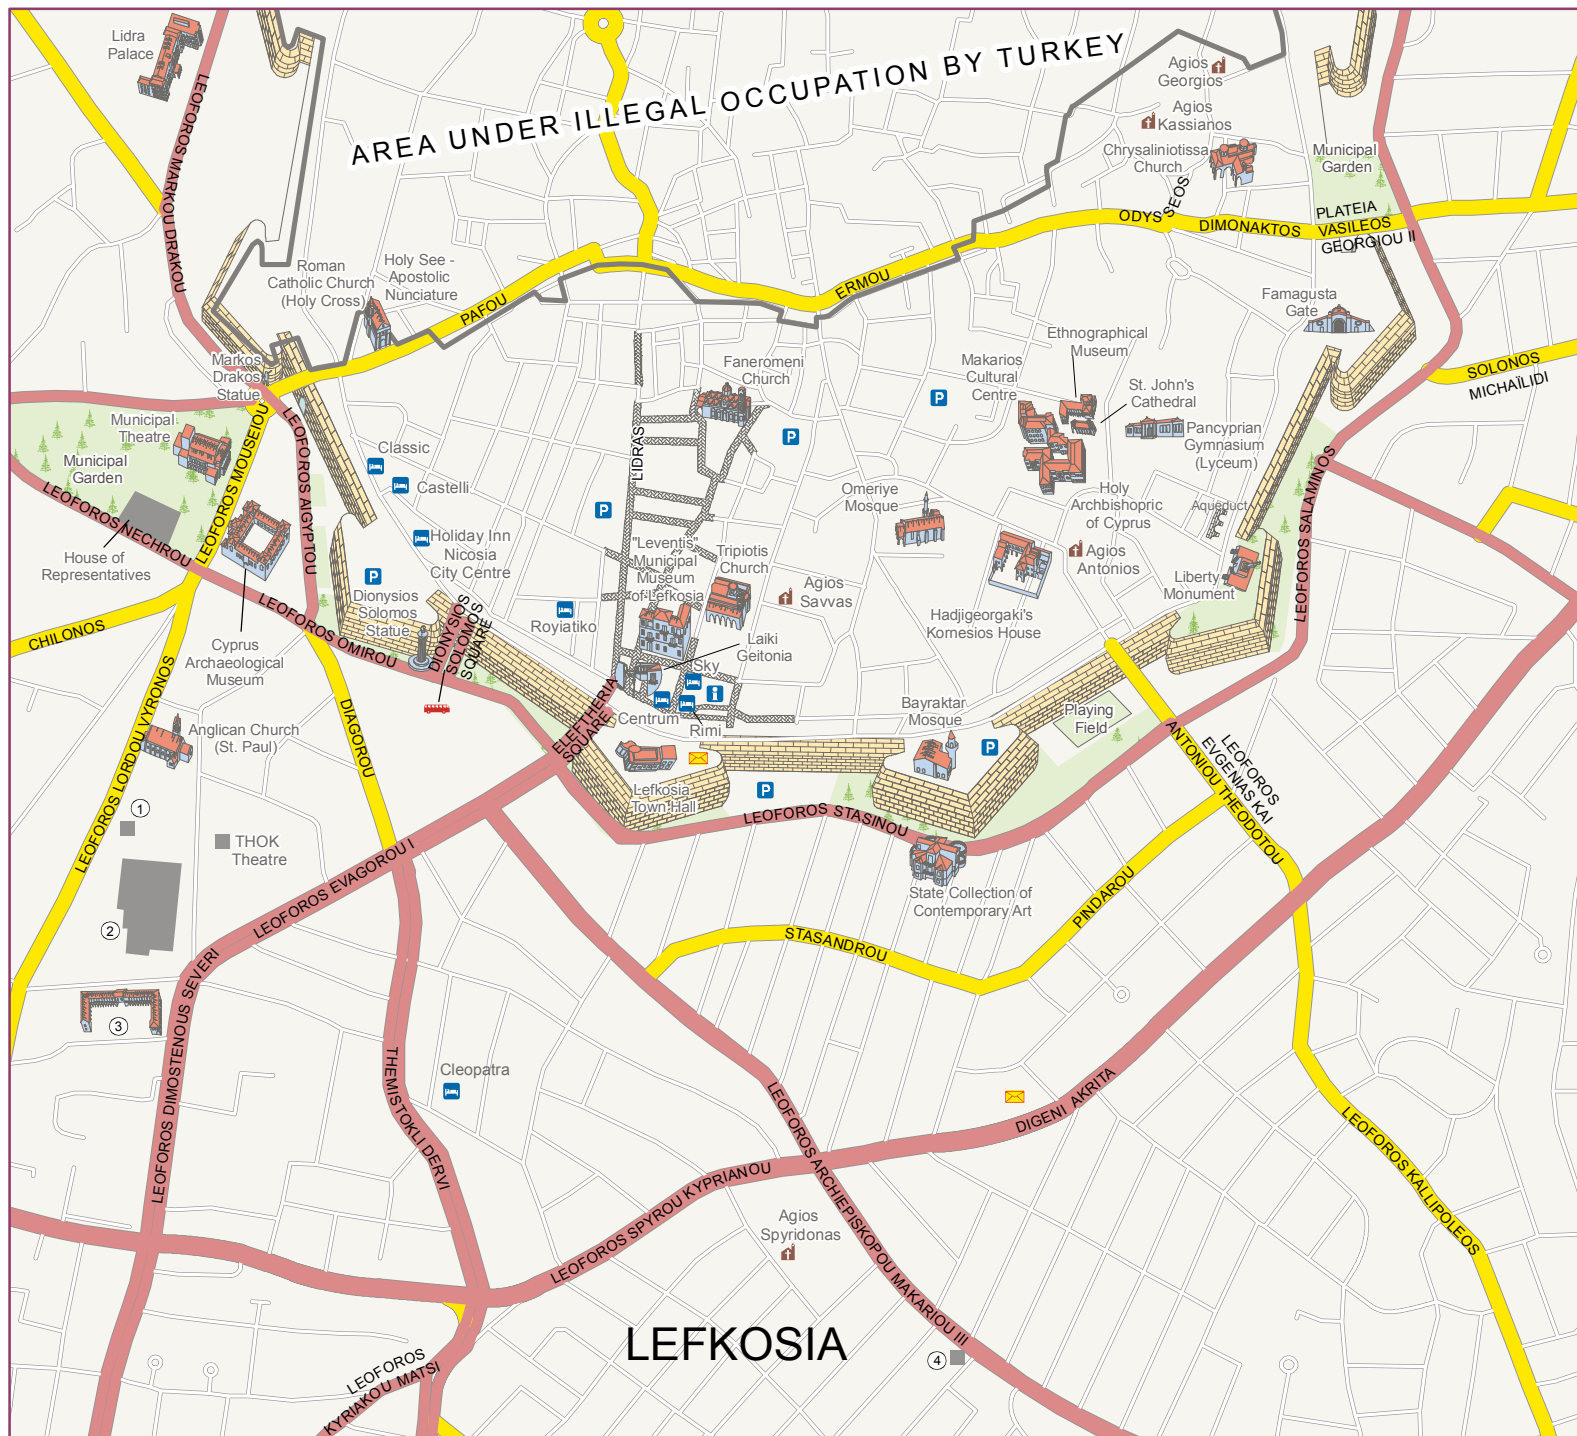 Lidra
Palace
AREA UNDER ILLEGAL OCCUPATION BY TURKEY
Agios
Georgios
Agios
Kassianos
Chrysaliniotissa
Church
Municipal
Garden
LEOFOROS MARKOU DRAKOU
ODYSSEOS
DIMONAKTOS
PLATEIA
VASILEOS
GEORGIOU II
Roman
Catholic Church
(Holy Cross)
Holy See -
Apostolic
Nunciature
PAFOU
ERMOU
Famagusta
Gate
SOLONOS
MICHAÏLIDI
Markos
Drakos
Statue
Faneromeni
Church
Makarios
Cultural
Centre
Ethnographical
Museum
St. John's
Cathedral
Pancyprian
Gymnasium
(Lyceum)
Municipal
Theatre
Municipal
Garden
LEOFOROS MOUSEIOU
LEOFOROS AIGYPTOU
Classic
Castelli
LIDRAS
P
P
P
P
P
P
Omeriye
Mosque
Holy
Archbishopric
of Cyprus
Aqueduct
LEOFOROS SALAMINOS
LEOFOROS NECHROU
House of
Representatives
Holiday Inn
Nicosia
City Centre
"Leventis"
Municipal
Museum
of Lefkosia
Tripiotis
Church
Agios
Savvas
Agios
Antonios
Liberty
Monument
Dionysios
Solomos
Statue
DIONYSIOS
SOLOMOS
SQUARE
Royiatiko
Hadjigeorgaki's
Kornesios House
CHILONOS
LEOFOROS OMIROU
Cyprus
Archaeological
Museum
Laiki
Geitonia
Sky
i
Centrum
Rimi
Bayraktar
Mosque
Playing
Field
ELEFTHERIA
SQUARE
Anglican Church
(St. Paul)
LEOFOROS LORDOU VYRONOS
DIAGOROU
LEOFOROS
EVGENIAS KAI
ANTONIOU THEODOTOU
Lefkosia
Town Hall
LEOFOROS STASINOU
1
THOK
Theatre
LEOFOROS EVAGOROU I
State Collection of
Contemporary Art
PINDAROU
STASANDROU
2
3
LEOFOROS DIMOSTENOUS SEVERI
THEMISTOKLI DERVI
Cleopatra
LEOFOROS ARCHIEPISKOPOU MAKARIOU III
DIGENI AKRITA
LEOFOROS KALLIPOLEOS
LEOFOROS SPYROU KYPRIANOU
Agios
Spyridonas
LEFKOSIA
4
LEOFOROS
KYRIAKOU MATSI